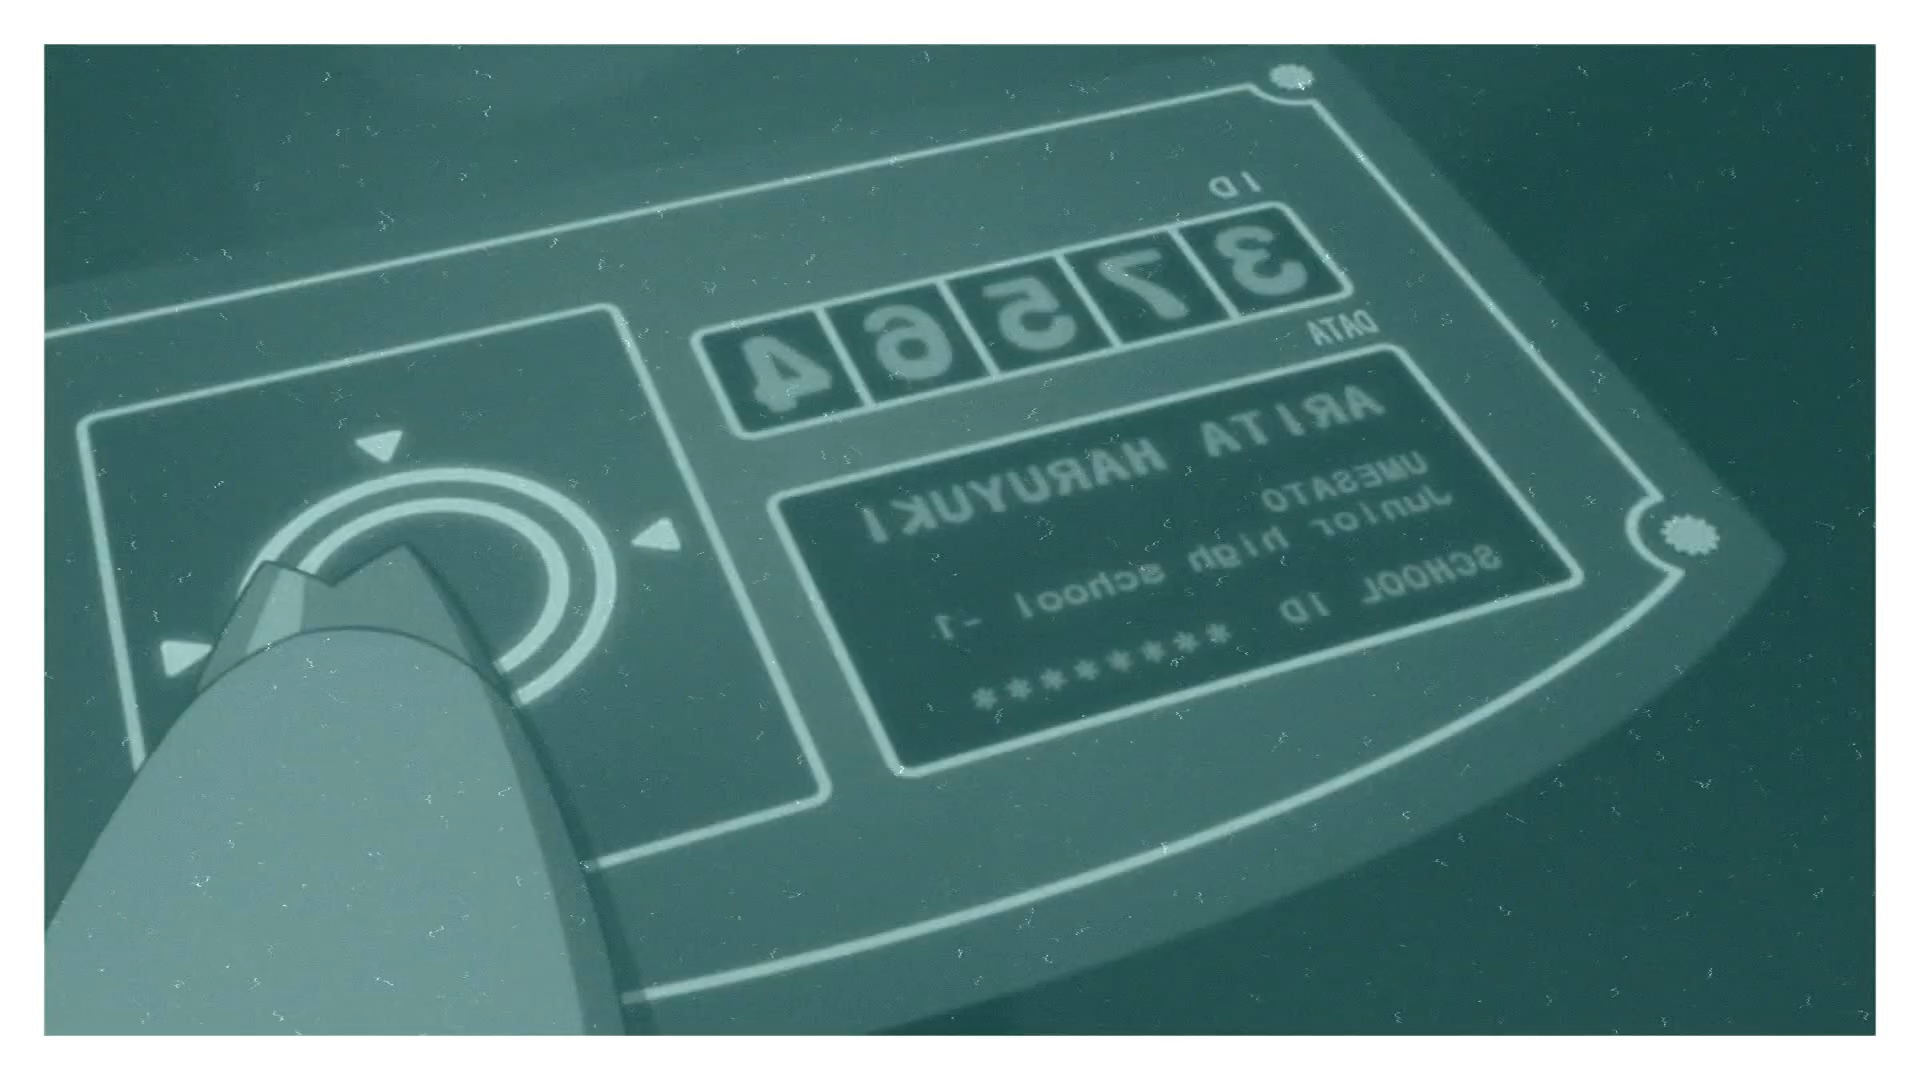 ID
37564
DATA
ARITA HARUYUKI
UMESATO
Junior high school -1
SCHOOL ID
********